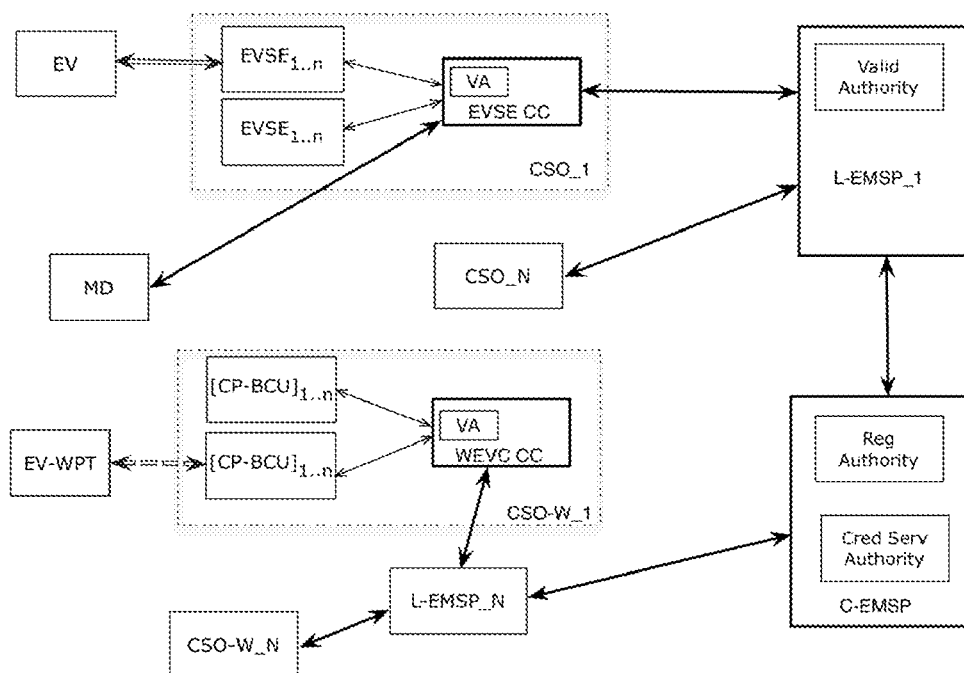 EV
EVSE1..n
EVSE1..n
VA
EVSE CC
CSO_1
Valid
Authority
L-EMSP_1
MD
CSO_N
[CP-BCU]1..n
[CP-BCU]1..n
VA
WEVC CC
CSO-W_1
EV-WPT
Reg
Authority
Cred Serv
Authority
C-EMSP
L-EMSP_N
CSO-W_N